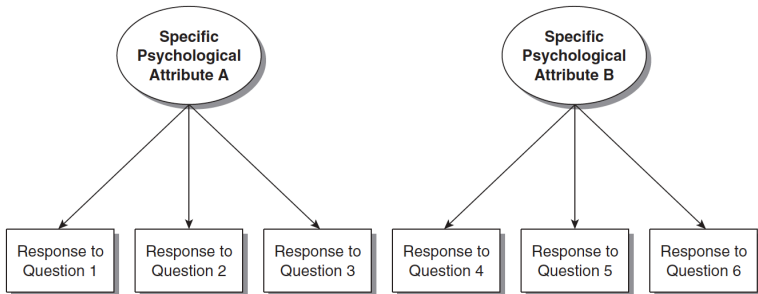 Specific
Psychological
Attribute A
Specific
Psychological
Attribute B
Response to
Question 1
Response to
Question 2
Response to
Question 3
Response to
Question 4
Response to
Question 5
Response to
Question 6